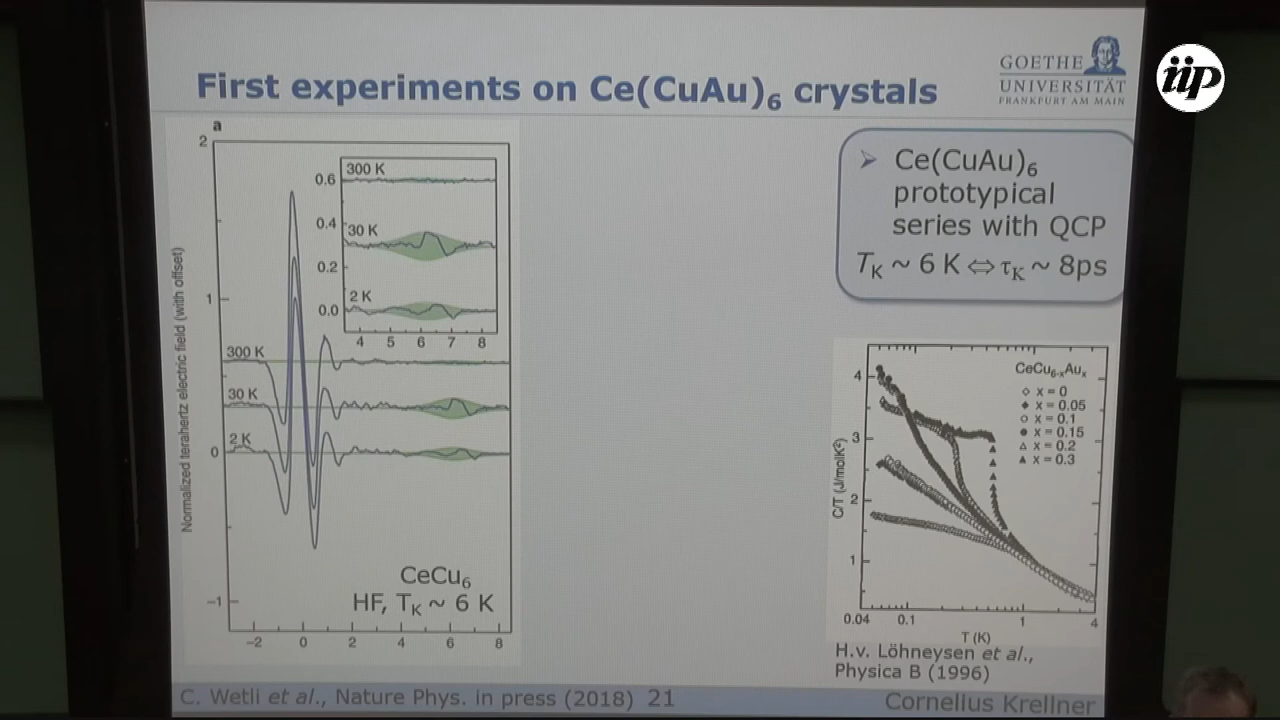 First experiments on Ce(CuAu)₆ crystals
GOETHE
UNIVERSITÄT
FRANKFURT AM MAIN
iip
a
Normalized terahertz electric field (with offset)
2
1
0
−1
300 K
30 K
2 K
−2 0 2 4 6 8
0.6
0.4
0.2
0.0
300 K
30 K
2 K
4 5 6 7 8
CeCu₆
HF, T_K ~ 6 K
➢ Ce(CuAu)₆
prototypical
series with QCP
T_K ~ 6 K ⇔ τ_K ~ 8ps
C/T (J/molK²)
4
3
2
1
CeCu₆₋ₓAuₓ
◇ x = 0
◆ x = 0.05
○ x = 0.1
● x = 0.15
△ x = 0.2
▲ x = 0.3
0.04 0.1 1 4
T (K)
H.v. Löhneysen et al.,
Physica B (1996)
C. Wetli et al., Nature Phys. in press (2018) 21
Cornelius Krellner